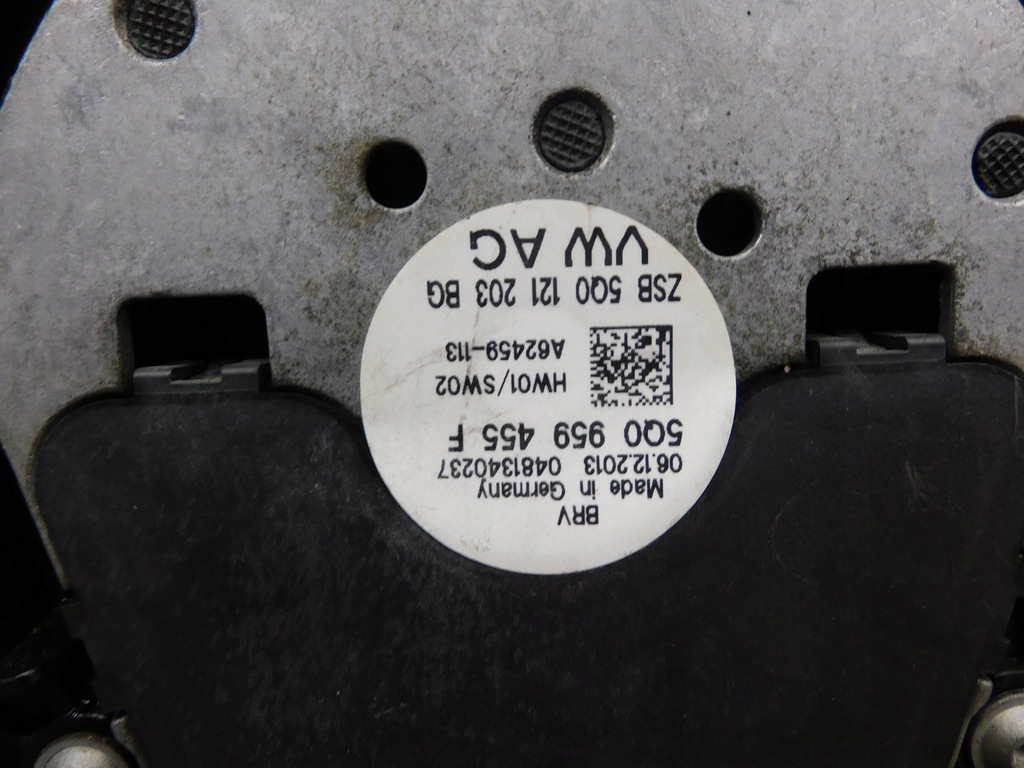 BRV
Made in Germany
06.12.2013 0481340237
5Q0 959 455 F
HW01/SW02
A62459-113
ZSB 5Q0 121 203 BG
VW AG